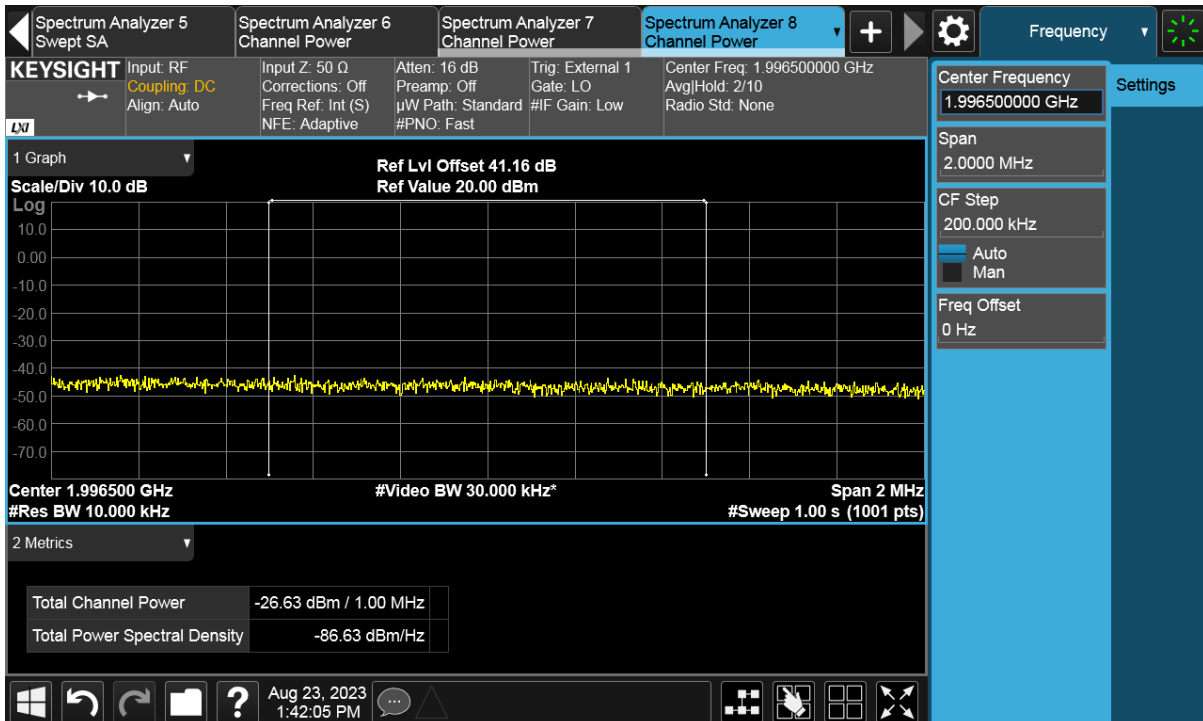 Spectrum Analyzer 5
Swept SA
Spectrum Analyzer 6
Channel Power
Spectrum Analyzer 7
Channel Power
Spectrum Analyzer 8
Channel Power
Frequency
KEYSIGHT
LXI
Input: RF
Coupling: DC
Align: Auto
Input Z: 50 Ω
Corrections: Off
Freq Ref: Int (S)
NFE: Adaptive
Atten: 16 dB
Preamp: Off
µW Path: Standard
#PNO: Fast
Trig: External 1
Gate: LO
#IF Gain: Low
Center Freq: 1.996500000 GHz
Avg|Hold: 2/10
Radio Std: None
Center Frequency
1.996500000 GHz
Settings
Span
2.0000 MHz
CF Step
200.000 kHz
Auto
Man
Freq Offset
0 Hz
1 Graph
Scale/Div 10.0 dB
Ref Lvl Offset 41.16 dB
Ref Value 20.00 dBm
Log
10.0
0.00
-10.0
-20.0
-30.0
-40.0
-50.0
-60.0
-70.0
Center 1.996500 GHz
#Video BW 30.000 kHz*
Span 2 MHz
#Res BW 10.000 kHz
#Sweep 1.00 s (1001 pts)
2 Metrics
Total Channel Power -26.63 dBm / 1.00 MHz
Total Power Spectral Density -86.63 dBm/Hz
?
Aug 23, 2023
1:42:05 PM